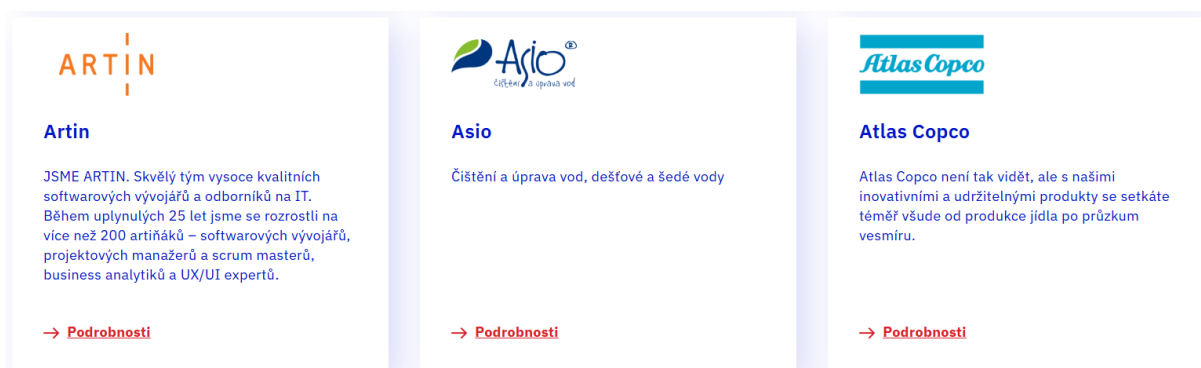 ARTIN
Artin
JSME ARTIN. Skvělý tým vysoce kvalitních
softwarových vývojářů a odborníků na IT.
Během uplynulých 25 let jsme se rozrostli na
více než 200 artiňáků – softwarových vývojářů,
projektových manažerů a scrum masterů,
business analytiků a UX/UI expertů.
→ Podrobnosti
Asio ®
čištění a úprava vod
Asio
Čištění a úprava vod, dešťové a šedé vody
→ Podrobnosti
Atlas Copco
Atlas Copco
Atlas Copco není tak vidět, ale s našimi
inovativními a udržitelnými produkty se setkáte
téměř všude od produkce jídla po průzkum
vesmíru.
→ Podrobnosti